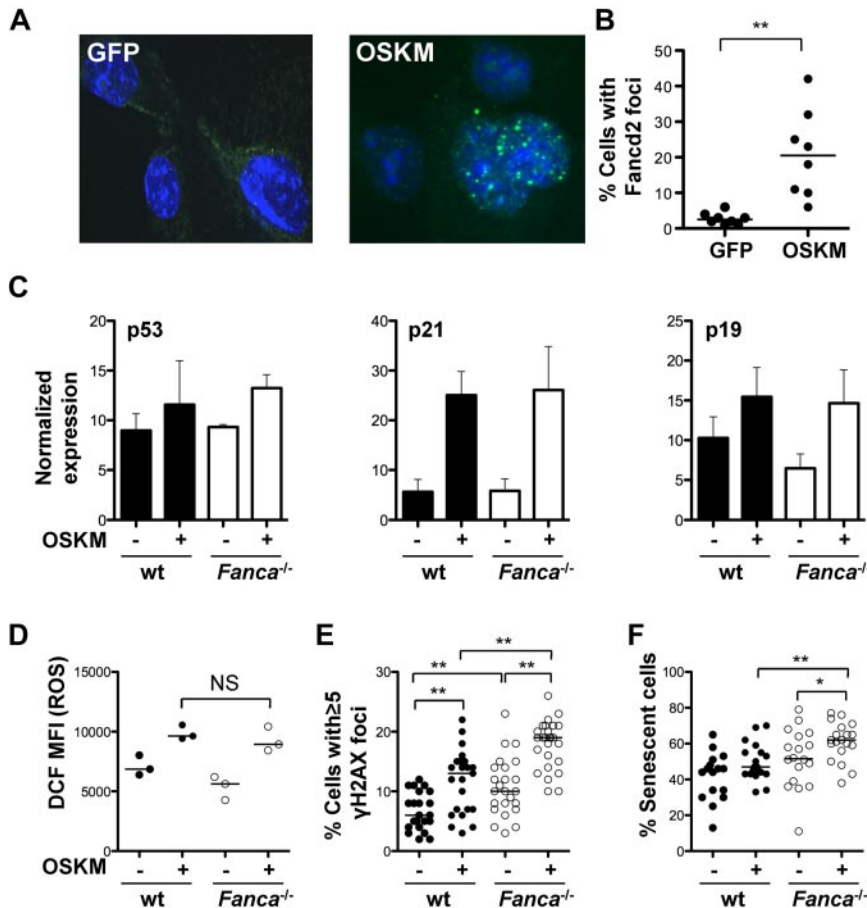 A
GFP
OSKM
B
**
% Cells with
Fancd2 foci
50
40
30
20
10
0
GFP
OSKM
C
p53
Normalized
expression
20
15
10
5
0
p21
40
30
20
10
0
p19
25
20
15
10
5
0
OSKM - + - +
wt Fanca-/-
- + - +
wt Fanca-/-
- + - +
wt Fanca-/-
D
DCF MFI (ROS)
15000
10000
5000
0
NS
OSKM - + - +
wt Fanca-/-
E
% Cells with≥5
γH2AX foci
30
20
10
0
**
**
**
**
- + - +
wt Fanca-/-
F
% Senescent cells
100
80
60
40
20
0
**
*
- + - +
wt Fanca-/-